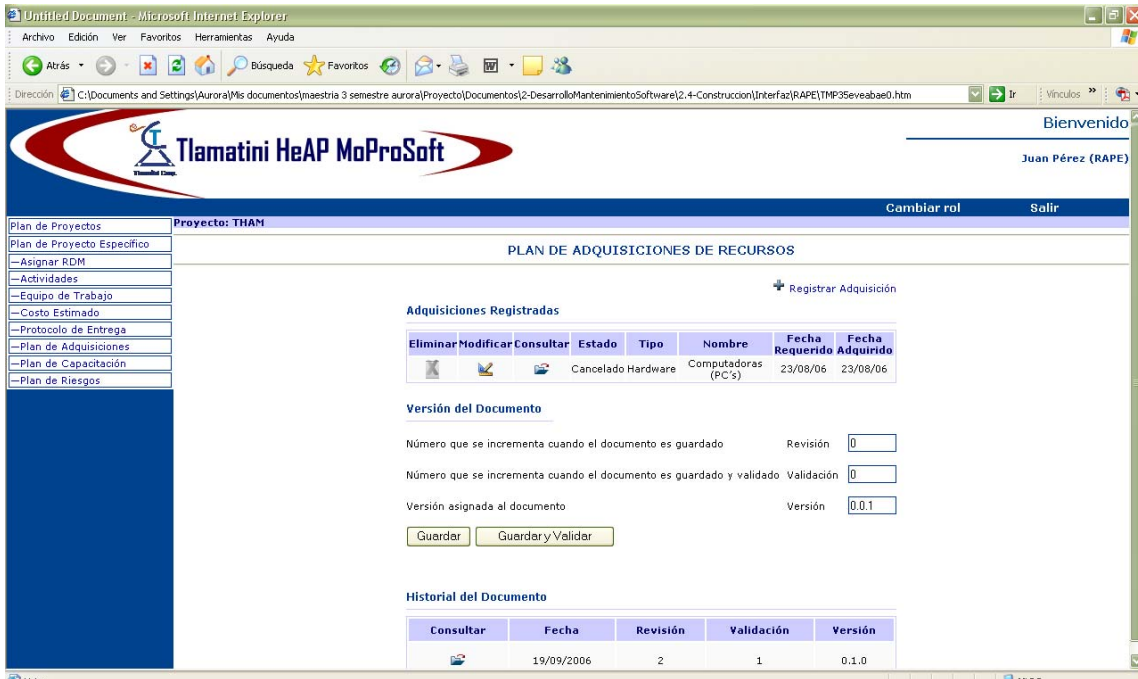 Untitled Document - Microsoft Internet Explorer
Archivo Edición Ver Favoritos Herramientas Ayuda
Atrás Búsqueda Favoritos
Dirección C:\Documents and Settings\Aurora\Mis documentos\maestria 3 semestre aurora\Proyecto\Documentos\2-DesarrolloMantenimientoSoftware\2.4-Construccion\Interfaz\RAPE\TMP35eveabae0.htm Ir Vínculos »
Bienvenido
Tlamatini HeAP MoProSoft
Juan Pérez (RAPE)
Cambiar rol Salir
Proyecto: THAM
Plan de Proyectos
Plan de Proyecto Específico
—Asignar RDM
—Actividades
—Equipo de Trabajo
—Costo Estimado
—Protocolo de Entrega
—Plan de Adquisiciones
—Plan de Capacitación
—Plan de Riesgos
PLAN DE ADQUISICIONES DE RECURSOS
Registrar Adquisición
Adquisiciones Registradas
Eliminar Modificar Consultar Estado Tipo Nombre Fecha Requerido Fecha Adquirido
Cancelado Hardware Computadoras (PC's) 23/08/06 23/08/06
Versión del Documento
Número que se incrementa cuando el documento es guardado Revisión 0
Número que se incrementa cuando el documento es guardado y validado Validación 0
Versión asignada al documento Versión 0.0.1
Guardar Guardar y Validar
Historial del Documento
Consultar Fecha Revisión Validación Versión
19/09/2006 2 1 0.1.0